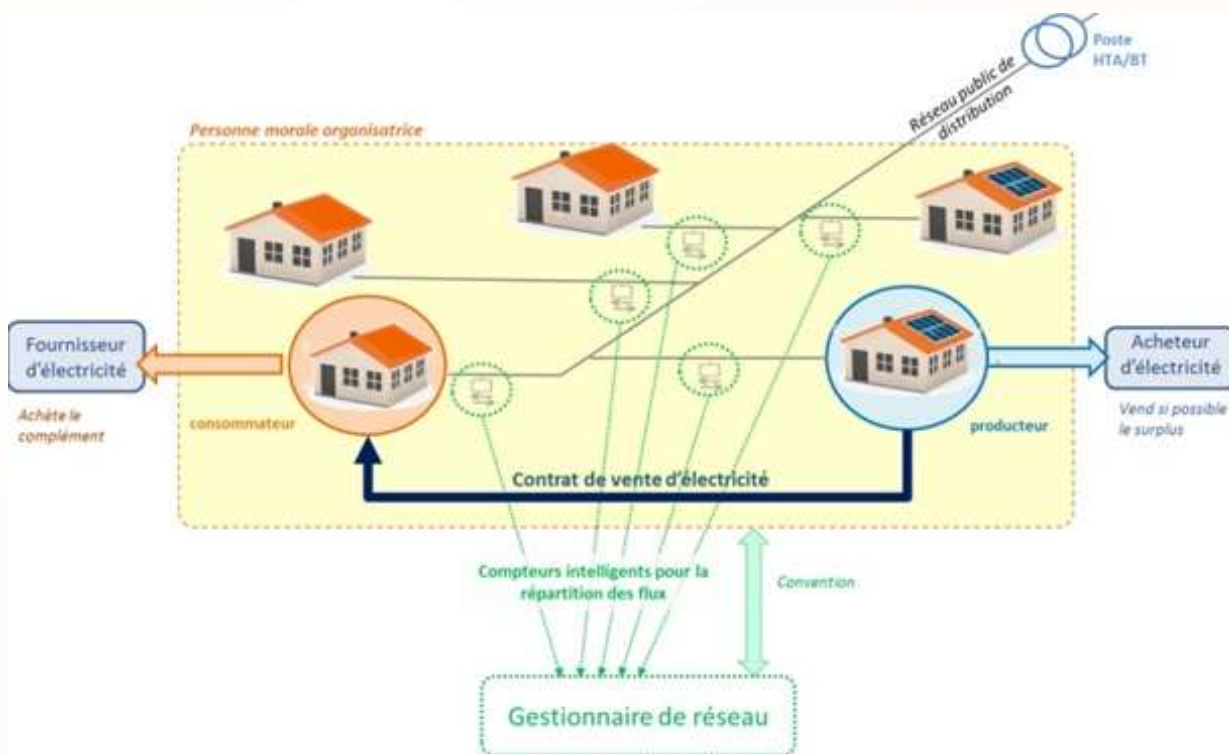 Poste
HTA/BT
Réseau public de
distribution
Personne morale organisatrice
Fournisseur
d'électricité
Achète le
complément
consommateur
producteur
Acheteur
d'électricité
Vend si possible
le surplus
Contrat de vente d'électricité
Compteurs intelligents pour la
répartition des flux
Convention
Gestionnaire de réseau